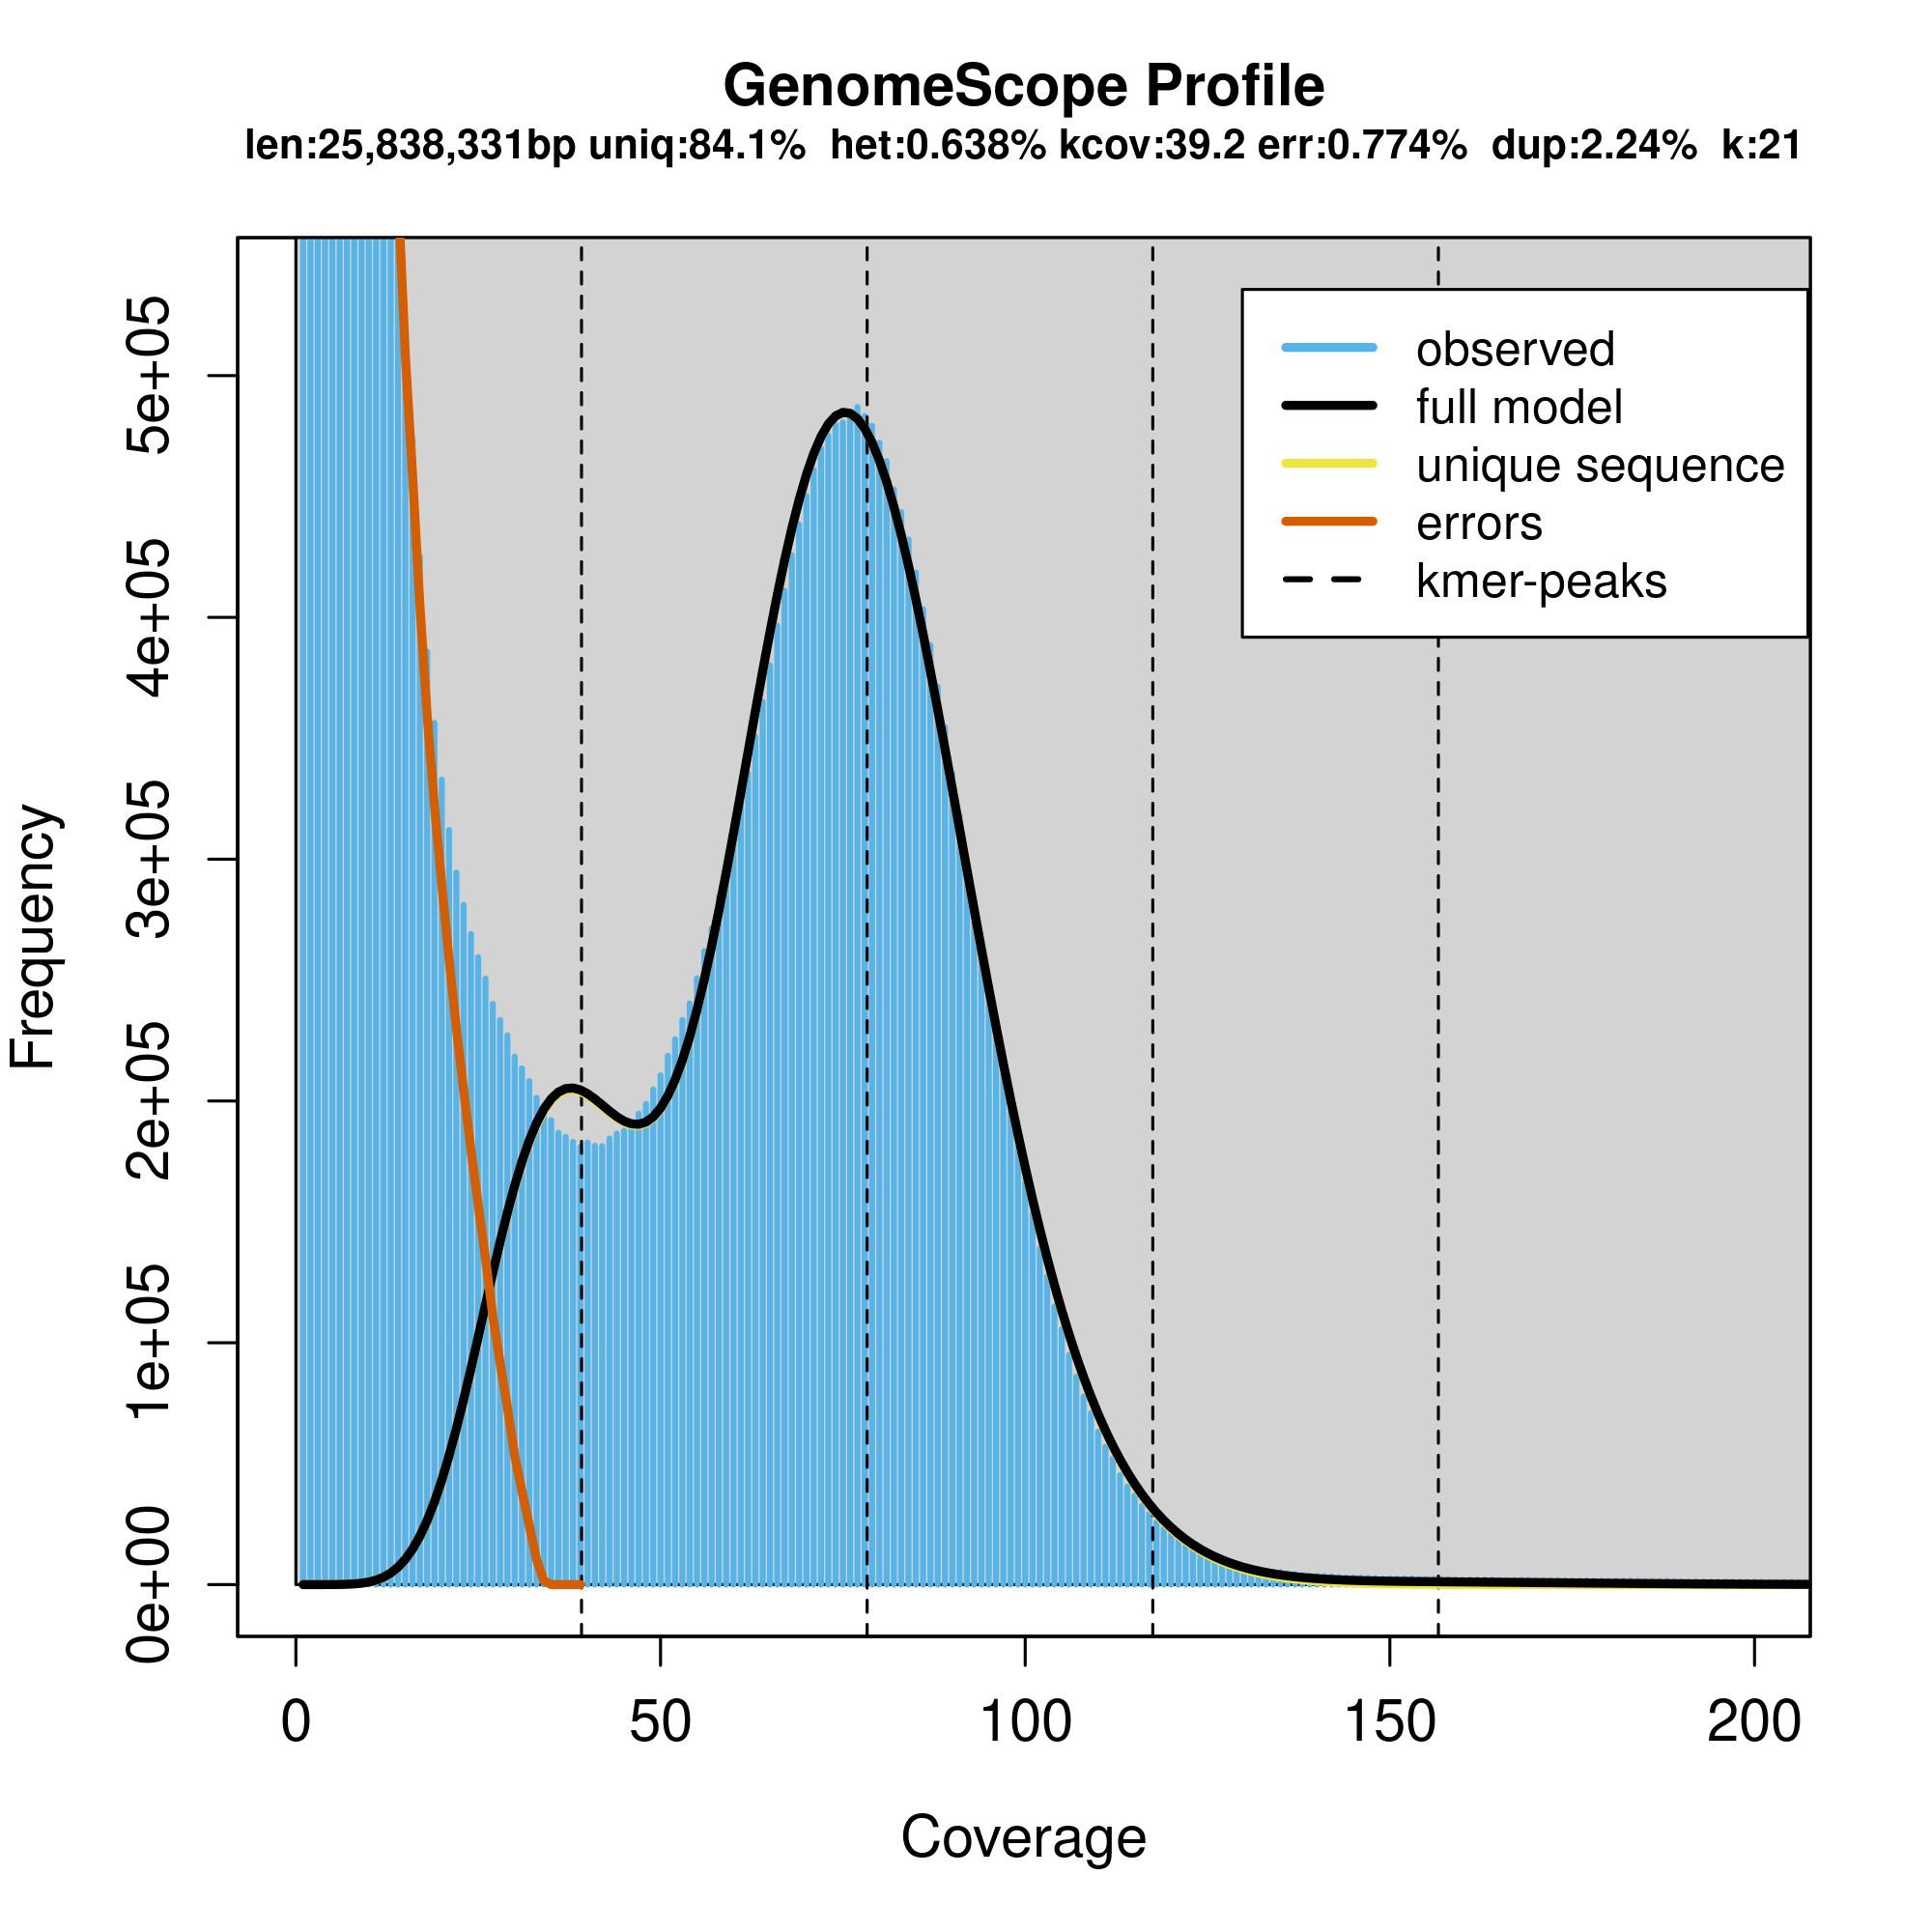 GenomeScope Profile
len:25,838,331bp uniq:84.1% het:0.638% kcov:39.2 err:0.774% dup:2.24% k:21
observed
full model
unique sequence
errors
kmer-peaks
Frequency
5e+05
4e+05
3e+05
2e+05
1e+05
0e+00
0 50 100 150 200
Coverage